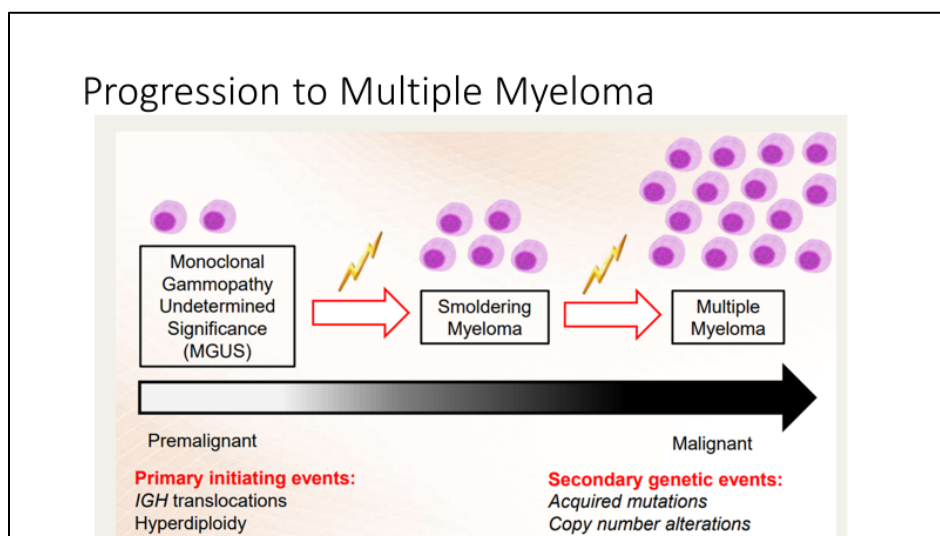 Progression to Multiple Myeloma
Monoclonal
Gammopathy
Undetermined
Significance
(MGUS)
Smoldering
Myeloma
Multiple
Myeloma
Premalignant
Malignant
Primary initiating events:
IGH translocations
Hyperdiploidy
Secondary genetic events:
Acquired mutations
Copy number alterations